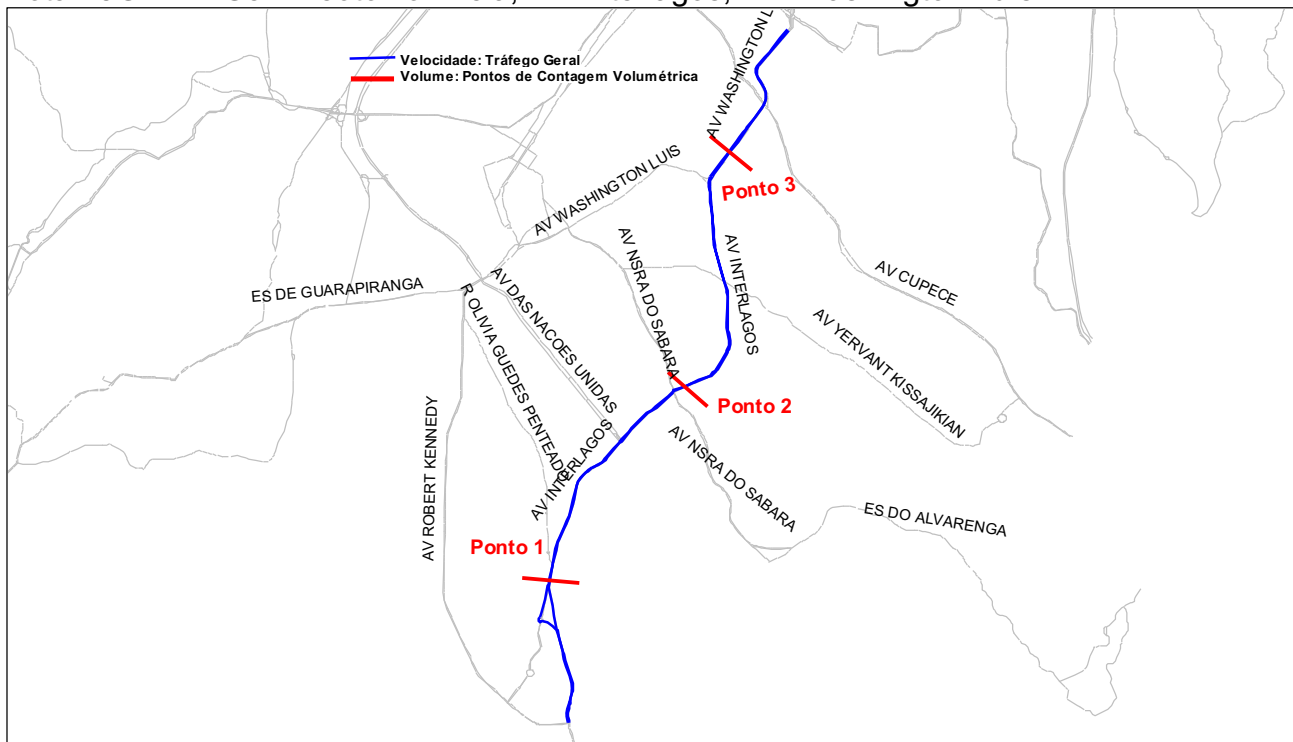 Velocidade: Tráfego Geral
Volume: Pontos de Contagem Volumétrica
AV WASHINGTON L
AV WASHINGTON LUIS
Ponto 3
AV NSRA DO SABARA
AV INTERLAGOS
AV CUPECE
ES DE GUARAPIRANGA
AV DAS NACOES UNIDAS
R OLIVIA GUEDES PENTEADO
AV YERVANT KISSAJIKIAN
Ponto 2
AV ROBERT KENNEDY
AV INTERLAGOS
AV NSRA DO SABARA
ES DO ALVARENGA
Ponto 1